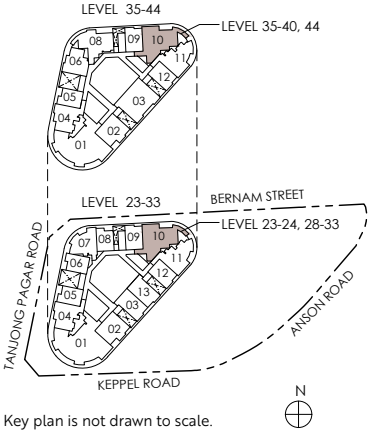 LEVEL 35-44
LEVEL 35-40, 44
08
09
10
11
06
12
05
03
04
02
01
LEVEL 23-33
BERNAM STREET
LEVEL 23-24, 28-33
07
08
09
10
11
06
12
05
13
03
04
02
01
TANJONG PAGAR ROAD
ANSON ROAD
KEPPEL ROAD
N
Key plan is not drawn to scale.